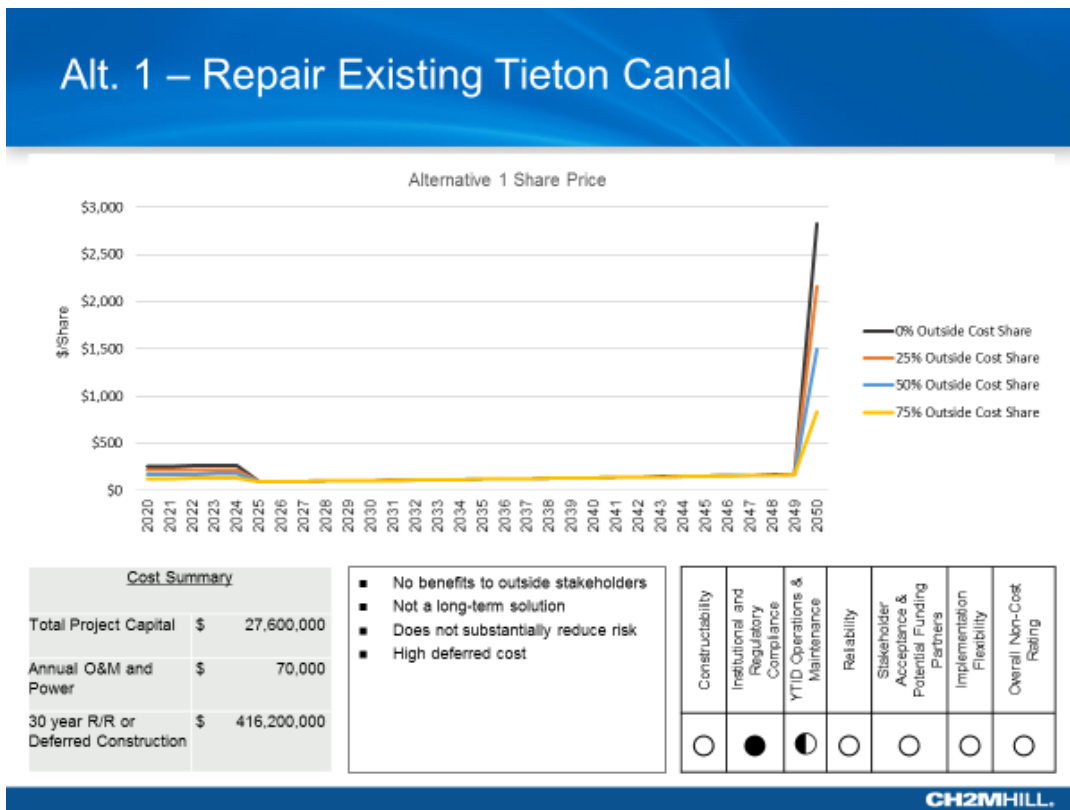 Alt. 1 – Repair Existing Tieton Canal
Alternative 1 Share Price
$3,000
$2,500
$2,000
$1,500
$1,000
$500
$0
$/Share
2020
2021
2022
2023
2024
2025
2026
2027
2028
2029
2030
2031
2032
2033
2034
2035
2036
2037
2038
2039
2040
2041
2042
2043
2044
2045
2046
2047
2048
2049
2050
0% Outside Cost Share
25% Outside Cost Share
50% Outside Cost Share
75% Outside Cost Share
Cost Summary
Total Project Capital $ 27,600,000
Annual O&M and
Power
$ 70,000
30 year R/R or
Deferred Construction
$ 416,200,000
■ No benefits to outside stakeholders
■ Not a long-term solution
■ Does not substantially reduce risk
■ High deferred cost
Constructability
Institutional and
Regulatory
Compliance
YTID Operations &
Maintenance
Reliability
Stakeholder
Acceptance &
Potential Funding
Partners
Implementation
Flexibility
Overall Non-Cost
Rating
CH2MHILL.